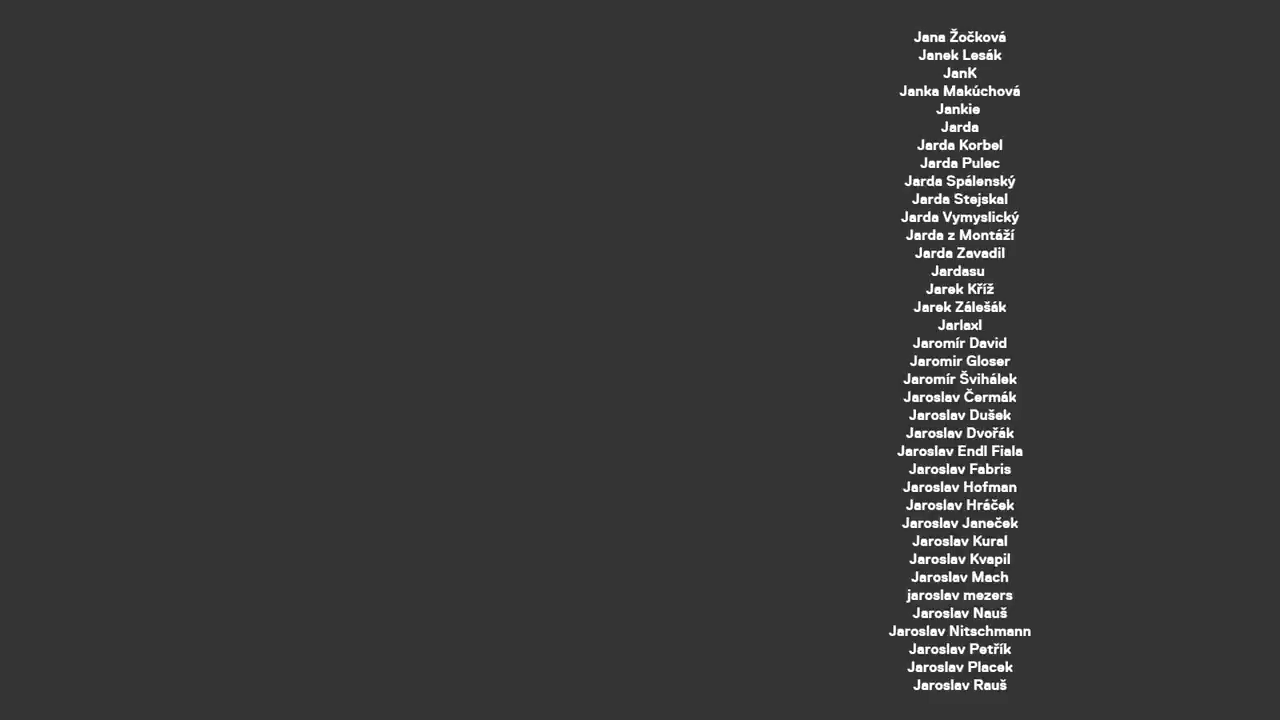 Jana Žočková
Janek Lesák
JanK
Janka Makúchová
Jankie
Jarda
Jarda Korbel
Jarda Pulec
Jarda Spálenský
Jarda Stejskal
Jarda Vymyslický
Jarda z Montáží
Jarda Zavadil
Jardasu
Jarek Kříž
Jarek Zálešák
Jarlaxl
Jaromír David
Jaromir Gloser
Jaromír Švihálek
Jaroslav Čermák
Jaroslav Dušek
Jaroslav Dvořák
Jaroslav Endl Fiala
Jaroslav Fabris
Jaroslav Hofman
Jaroslav Hráček
Jaroslav Janeček
Jaroslav Kural
Jaroslav Kvapil
Jaroslav Mach
jaroslav mezers
Jaroslav Nauš
Jaroslav Nitschmann
Jaroslav Petřík
Jaroslav Placek
Jaroslav Rauš